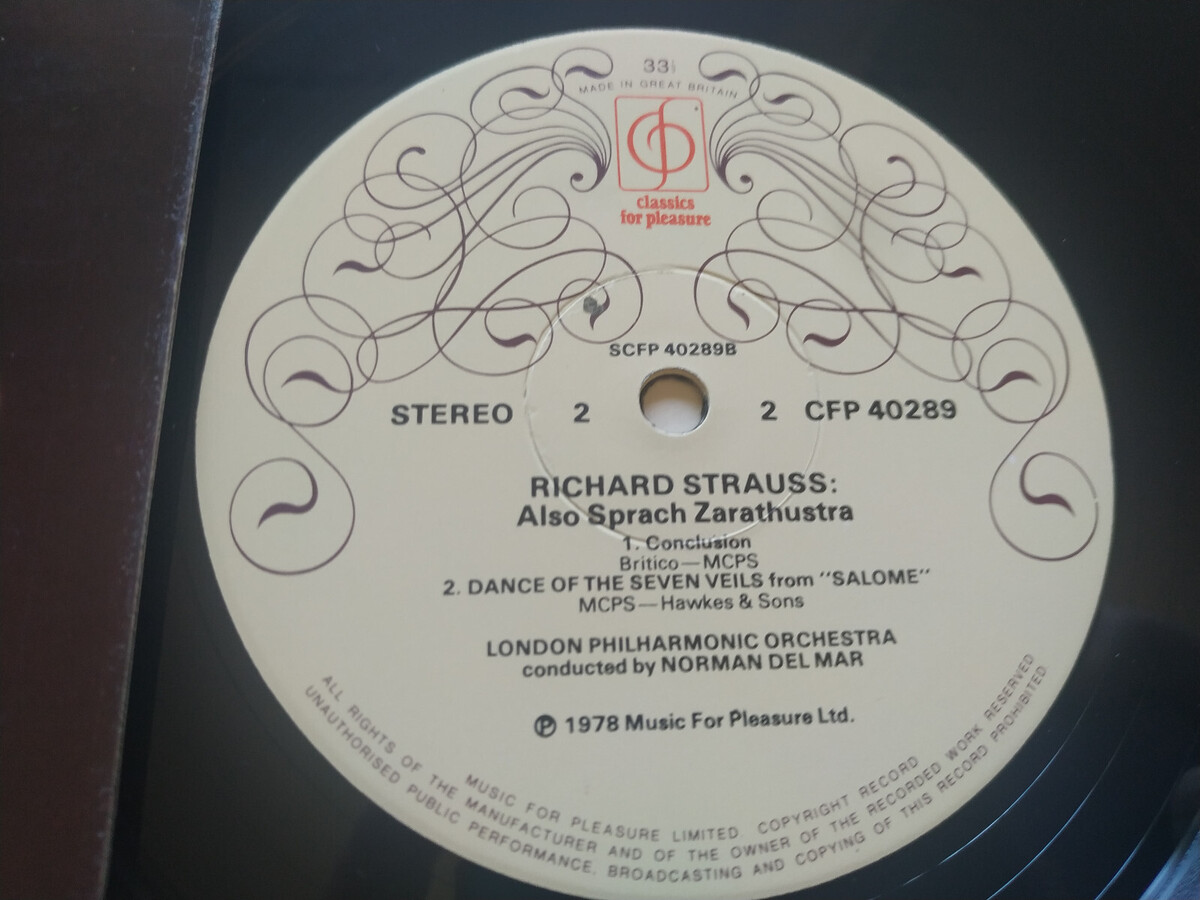 33⅓
MADE IN GREAT BRITAIN
classics
for pleasure
SCFP 40289B
STEREO 2 2 CFP 40289
RICHARD STRAUSS:
Also Sprach Zarathustra
1. Conclusion
Britico—MCPS
2. DANCE OF THE SEVEN VEILS from "SALOME"
MCPS—Hawkes & Sons
LONDON PHILHARMONIC ORCHESTRA
conducted by NORMAN DEL MAR
℗ 1978 Music For Pleasure Ltd.
MUSIC FOR PLEASURE LIMITED. COPYRIGHT RECORD
ALL RIGHTS OF THE MANUFACTURER AND OF THE OWNER OF THE RECORDED WORK RESERVED
UNAUTHORISED PUBLIC PERFORMANCE, BROADCASTING AND COPYING OF THIS RECORD PROHIBITED